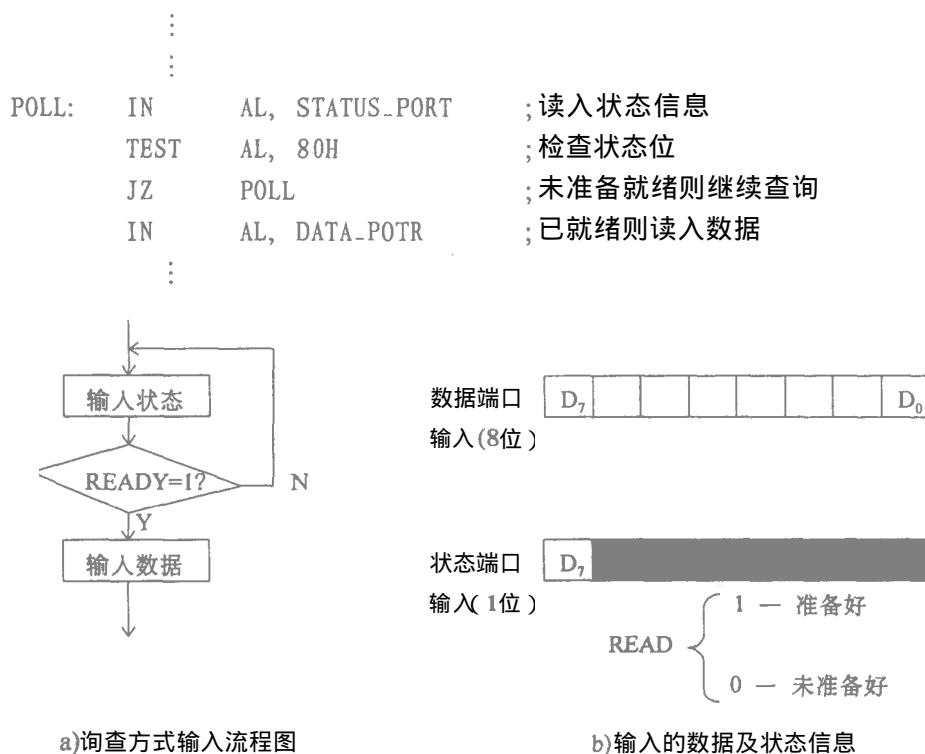 POLL: IN AL, STATUS_PORT ;读入状态信息
TEST AL, 80H ;检查状态位
JZ POLL ;未准备就绪则继续查询
IN AL, DATA_POTR ;已就绪则读入数据
输入状态
READY=1?
N
Y
输入数据
a)询查方式输入流程图
数据端口 D7 D0
输入(8位)
状态端口 D7
输入(1位)
READ
1 — 准备好
0 — 未准备好
b)输入的数据及状态信息